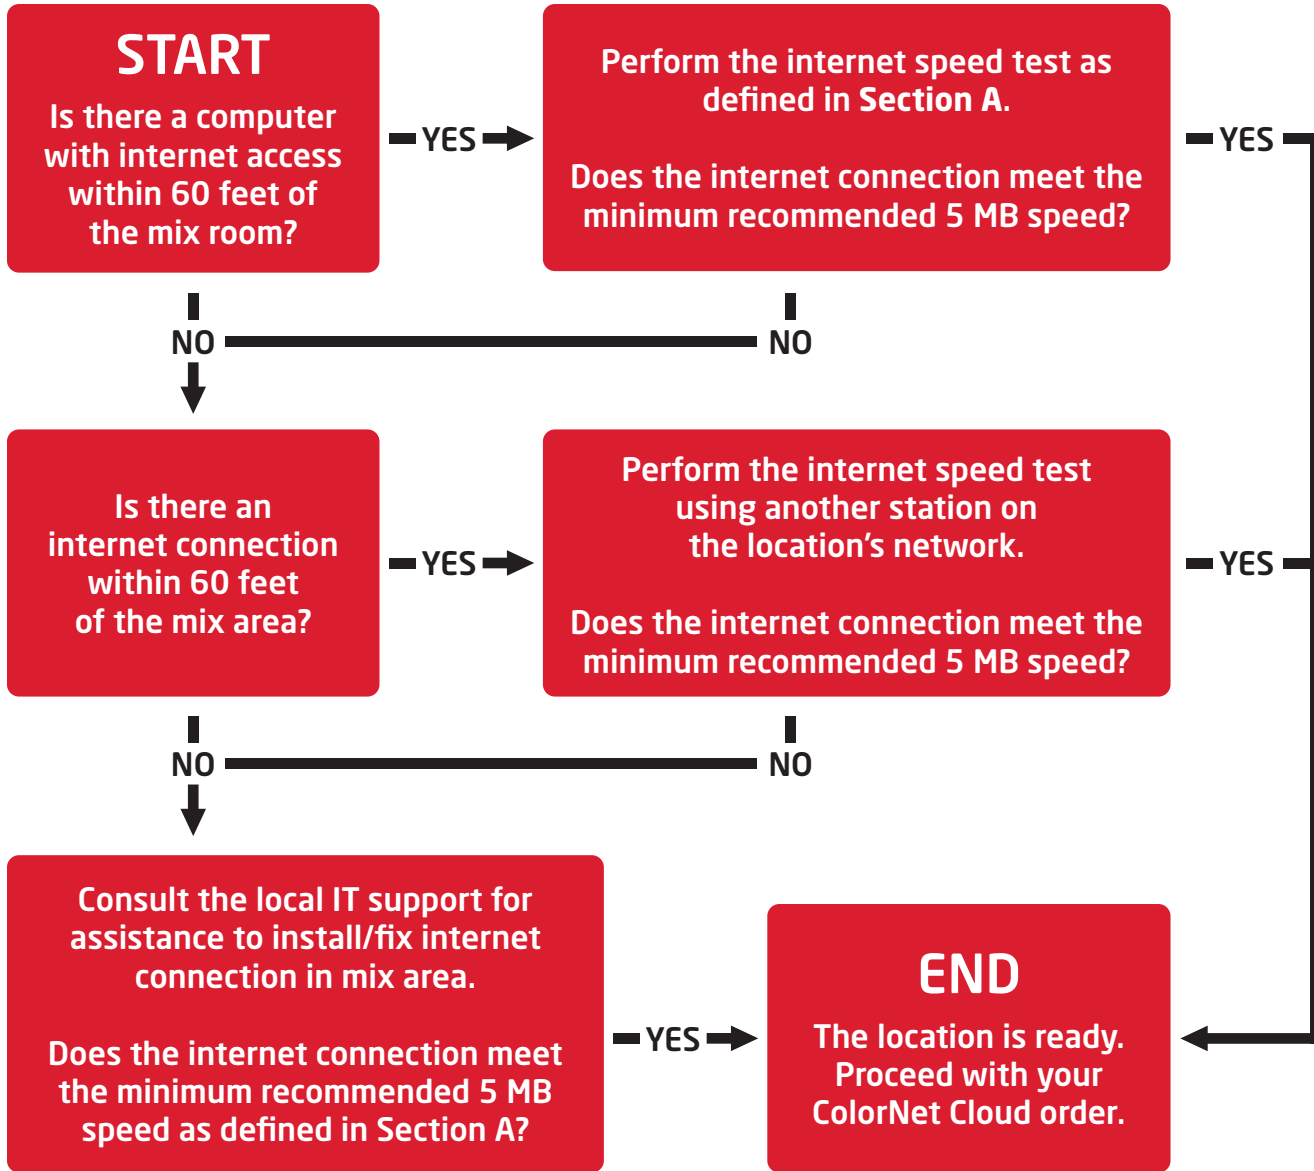 START
Is there a computer
with internet access
within 60 feet of
the mix room?
YES
Perform the internet speed test as
defined in Section A.
Does the internet connection meet the
minimum recommended 5 MB speed?
YES
NO
NO
Is there an
internet connection
within 60 feet
of the mix area?
YES
Perform the internet speed test
using another station on
the location's network.
Does the internet connection meet the
minimum recommended 5 MB speed?
YES
NO
NO
Consult the local IT support for
assistance to install/fix internet
connection in mix area.
Does the internet connection meet
the minimum recommended 5 MB
speed as defined in Section A?
YES
END
The location is ready.
Proceed with your
ColorNet Cloud order.